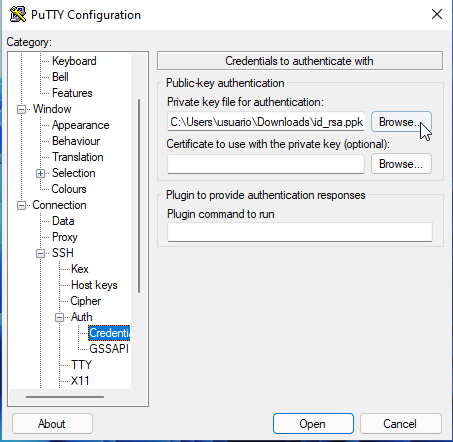 PuTTY Configuration
Category:
Keyboard
Bell
Features
Window
Appearance
Behaviour
Translation
Selection
Colours
Connection
Data
Proxy
SSH
Kex
Host keys
Cipher
Auth
Credentia
GSSAPI
TTY
X11
Credentials to authenticate with
Public-key authentication
Private key file for authentication:
C:\Users\usuario\Downloads\id_rsa.ppk Browse...
Certificate to use with the private key (optional):
Browse...
Plugin to provide authentication responses
Plugin command to run
About Open Cancel